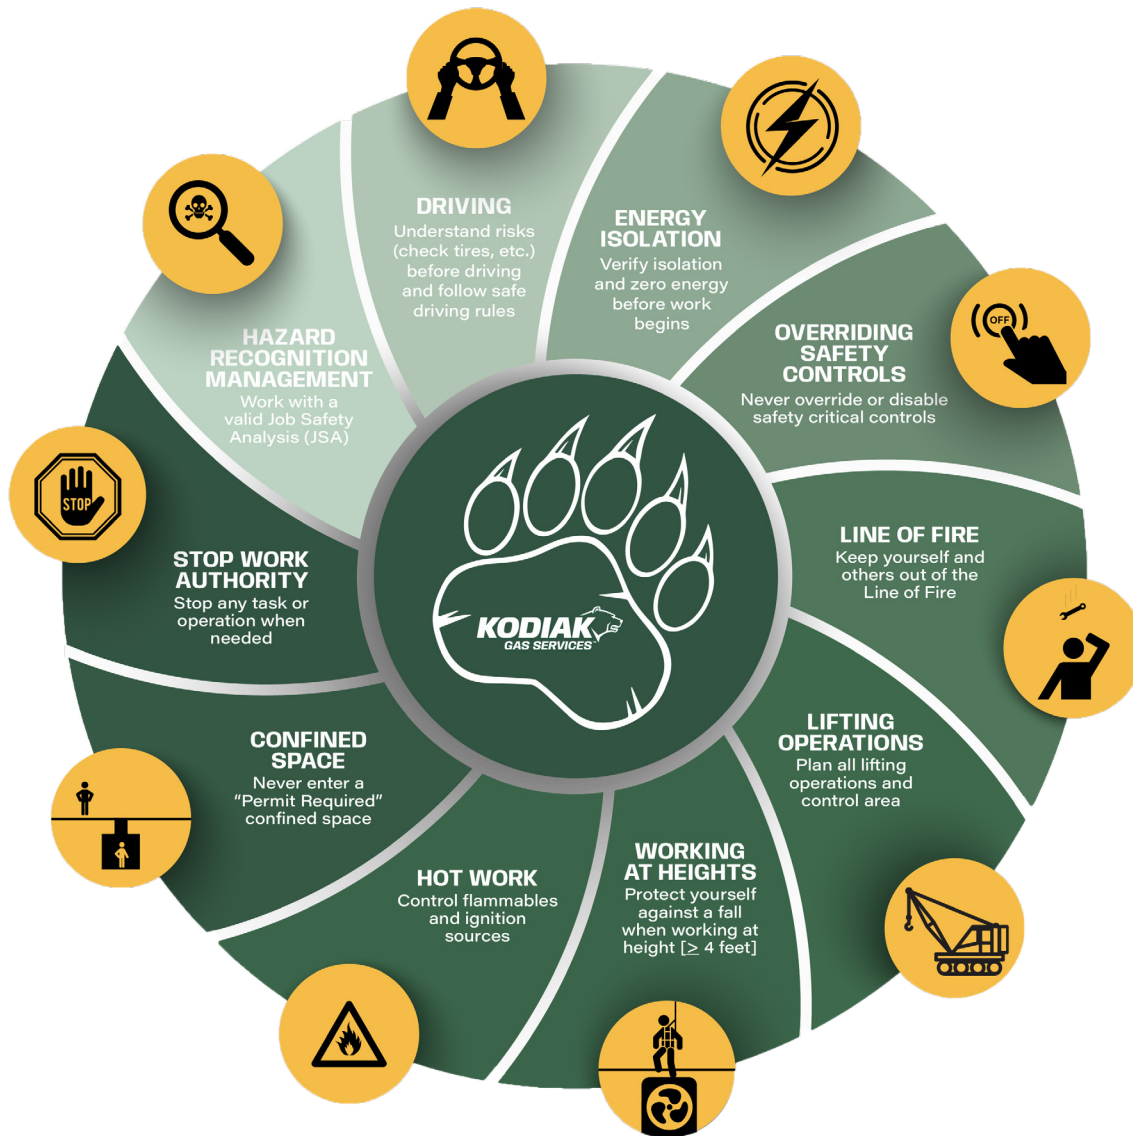 DRIVING
Understand risks
(check tires, etc.)
before driving
and follow safe
driving rules
ENERGY
ISOLATION
Verify isolation
and zero energy
before work
begins
OFF
OVERRIDING
SAFETY
CONTROLS
Never override or disable
safety critical controls
LINE OF FIRE
Keep yourself and
others out of the
Line of Fire
LIFTING
OPERATIONS
Plan all lifting
operations and
control area
WORKING
AT HEIGHTS
Protect yourself
against a fall
when working at
height [≥ 4 feet]
HOT WORK
Control flammables
and ignition
sources
CONFINED
SPACE
Never enter a
“Permit Required”
confined space
STOP
STOP WORK
AUTHORITY
Stop any task or
operation when
needed
HAZARD
RECOGNITION
MANAGEMENT
Work with a
valid Job Safety
Analysis (JSA)
KODIAK
GAS SERVICES